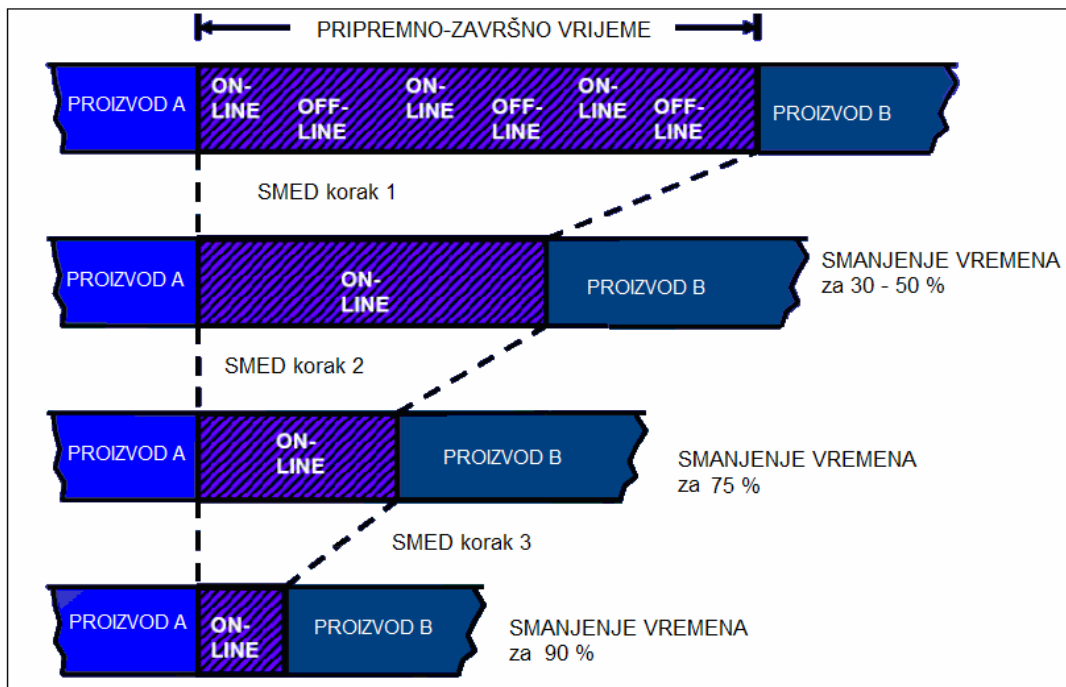 PRIPREMNO-ZAVRŠNO VRIJEME
PROIZVOD A
ON-
LINE
OFF-
LINE
ON-
LINE
OFF-
LINE
ON-
LINE
OFF-
LINE
PROIZVOD B
SMED korak 1
PROIZVOD A
ON-
LINE
PROIZVOD B
SMANJENJE VREMENA
za 30 - 50 %
SMED korak 2
PROIZVOD A
ON-
LINE
PROIZVOD B
SMANJENJE VREMENA
za 75 %
SMED korak 3
PROIZVOD A
ON-
LINE
PROIZVOD B
SMANJENJE VREMENA
za 90 %